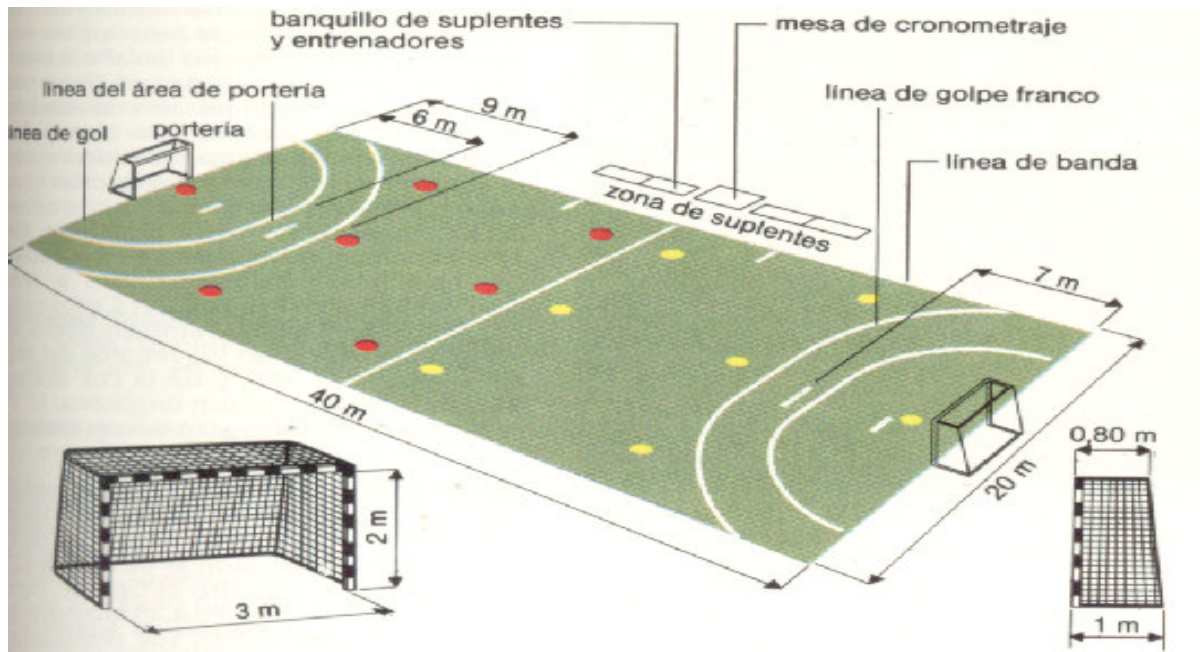 banquillo de suplentes
y entrenadores
mesa de cronometraje
línea del área de portería
9 m
línea de golpe franco
6 m
ínea de gol
portería
línea de banda
zona de suplentes
7 m
40 m
20 m
0,80 m
2 m
3 m
1 m